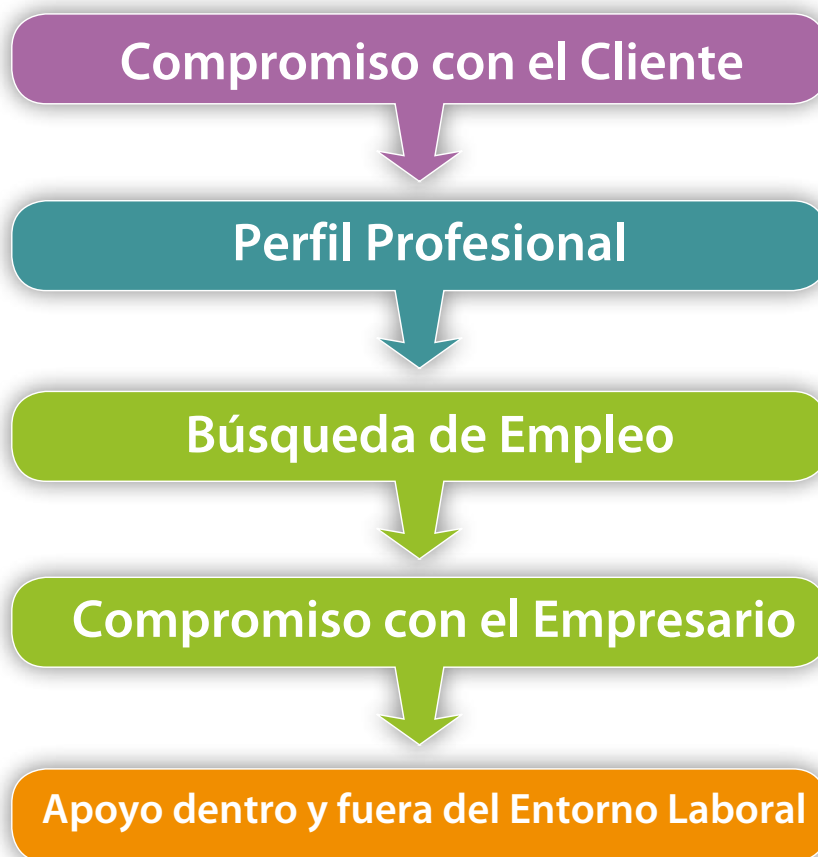 Compromiso con el Cliente
Perfil Profesional
Búsqueda de Empleo
Compromiso con el Empresario
Apoyo dentro y fuera del Entorno Laboral